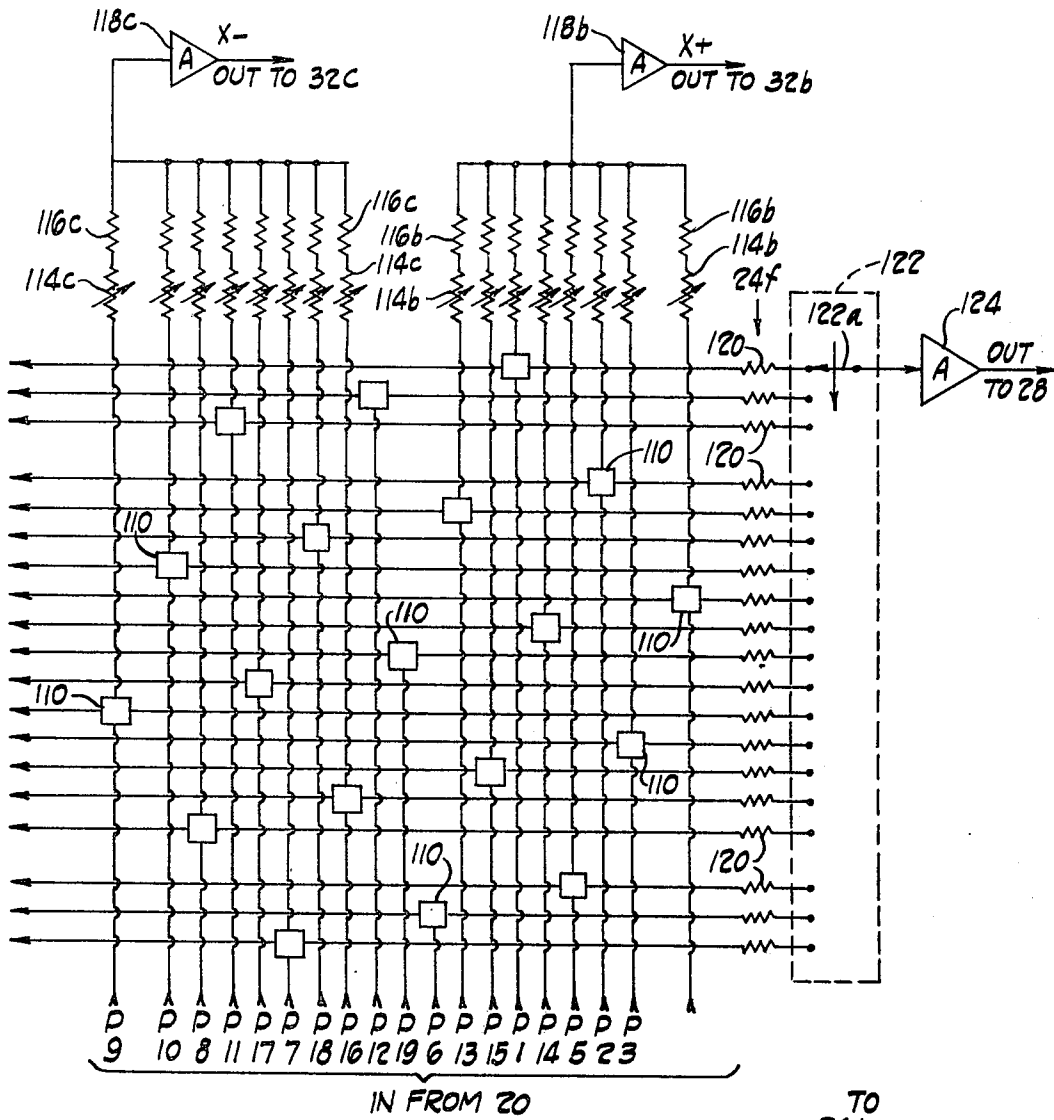 118c
A
X-
OUT TO 32c
118b
A
X+
OUT TO 32b
116c
116c
116b
116b
114c
114c
114b
114b
24f
122
122a
124
120
A
OUT
TO 28
120
110
110
110
110
110
110
110
120
110
P P P P P P P P P P P P P P P P P P
9 10 8 11 17 7 18 16 12 19 6 13 15 1 14 5 2 3
IN FROM 20
TO